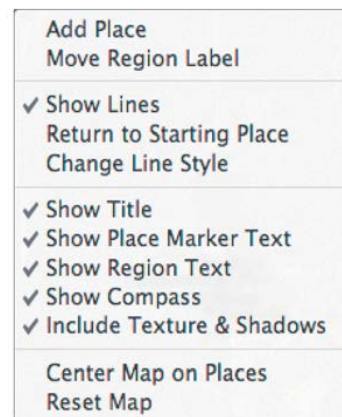 Add Place
Move Region Label
✓ Show Lines
Return to Starting Place
Change Line Style
✓ Show Title
✓ Show Place Marker Text
✓ Show Region Text
✓ Show Compass
✓ Include Texture & Shadows
Center Map on Places
Reset Map